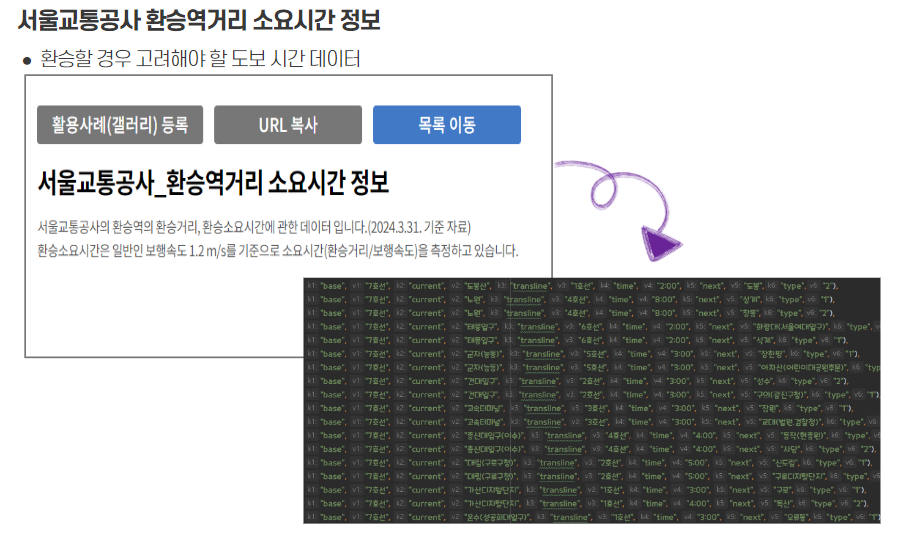 서울교통공사 환승역거리 소요시간 정보
● 환승할 경우 고려해야 할 도보 시간 데이터
활용사례(갤러리) 등록 URL 복사 목록 이동
서울교통공사_환승역거리 소요시간 정보
서울교통공사의 환승역의 환승거리, 환승소요시간에 관한 데이터 입니다.(2024.3.31. 기준 자료)
환승소요시간은 일반인 보행속도 1.2 m/s를 기준으로 소요시간(환승거리/보행속도)을 측정하고 있습니다.
k1: "base", v1: "7호선", k2: "current", v2: "도봉산", k3: "transline", v3: "1호선", k4: "time", v4: "2:00", k5: "next", v5: "도봉", k6: "type", v6: "2"),
k1: "base", v1: "7호선", k2: "current", v2: "노원", k3: "transline", v3: "4호선", k4: "time", v4: "8:00", k5: "next", v5: "상계", k6: "type", v6: "1"),
k1: "base", v1: "7호선", k2: "current", v2: "노원", k3: "transline", v3: "4호선", k4: "time", v4: "8:00", k5: "next", v5: "창동", k6: "type", v6: "2"),
k1: "base", v1: "7호선", k2: "current", v2: "태릉입구", k3: "transline", v3: "6호선", k4: "time", v4: "2:00", k5: "next", v5: "화랑대(서울여대입구)", k6: "type", v
k1: "base", v1: "7호선", k2: "current", v2: "태릉입구", k3: "transline", v3: "6호선", k4: "time", v4: "2:00", k5: "next", v5: "석계", k6: "type", v6: "1"),
k1: "base", v1: "7호선", k2: "current", v2: "군자(능동)", k3: "transline", v3: "5호선", k4: "time", v4: "3:00", k5: "next", v5: "장한평", k6: "type", v6: "1"),
k1: "base", v1: "7호선", k2: "current", v2: "군자(능동)", k3: "transline", v3: "5호선", k4: "time", v4: "3:00", k5: "next", v5: "아차산(어린이대공원후문)", k6: "typ
k1: "base", v1: "7호선", k2: "current", v2: "건대입구", k3: "transline", v3: "2호선", k4: "time", v4: "3:00", k5: "next", v5: "성수", k6: "type", v6: "2"),
k1: "base", v1: "7호선", k2: "current", v2: "건대입구", k3: "transline", v3: "2호선", k4: "time", v4: "3:00", k5: "next", v5: "구의(광진구청)", k6: "type", v6: "1")
k1: "base", v1: "7호선", k2: "current", v2: "고속터미널", k3: "transline", v3: "3호선", k4: "time", v4: "3:00", k5: "next", v5: "잠원", k6: "type", v6: "1"),
k1: "base", v1: "7호선", k2: "current", v2: "고속터미널", k3: "transline", v3: "3호선", k4: "time", v4: "3:00", k5: "next", v5: "교대(법원.검찰청)", k6: "type", v6
k1: "base", v1: "7호선", k2: "current", v2: "총신대입구(이수)", k3: "transline", v3: "4호선", k4: "time", v4: "4:00", k5: "next", v5: "동작(현충원)", k6: "type", v6
k1: "base", v1: "7호선", k2: "current", v2: "총신대입구(이수)", k3: "transline", v3: "4호선", k4: "time", v4: "4:00", k5: "next", v5: "사당", k6: "type", v6: "2"),
k1: "base", v1: "7호선", k2: "current", v2: "대림(구로구청)", k3: "transline", v3: "2호선", k4: "time", v4: "5:00", k5: "next", v5: "신도림", k6: "type", v6: "1"),
k1: "base", v1: "7호선", k2: "current", v2: "대림(구로구청)", k3: "transline", v3: "2호선", k4: "time", v4: "5:00", k5: "next", v5: "구로디지털단지", k6: "type", v6
k1: "base", v1: "7호선", k2: "current", v2: "가산디지털단지", k3: "transline", v3: "1호선", k4: "time", v4: "3:00", k5: "next", v5: "구로", k6: "type", v6: "1"),
k1: "base", v1: "7호선", k2: "current", v2: "가산디지털단지", k3: "transline", v3: "1호선", k4: "time", v4: "4:00", k5: "next", v5: "독산", k6: "type", v6: "2"),
k1: "base", v1: "7호선", k2: "current", v2: "온수(성공회대입구)", k3: "transline", v3: "1호선", k4: "time", v4: "3:00", k5: "next", v5: "오류동", k6: "type", v6: "1"